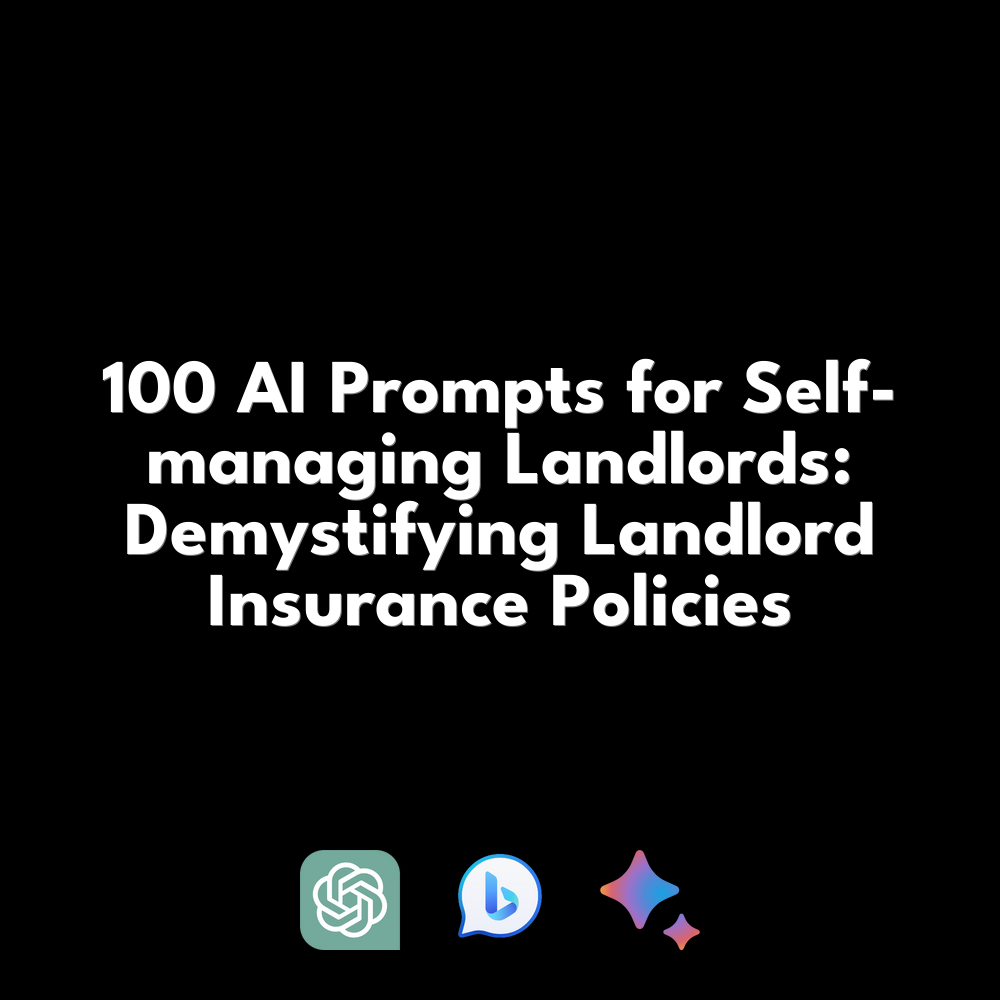 100 AI Prompts for Self-
managing Landlords:
Demystifying Landlord
Insurance Policies